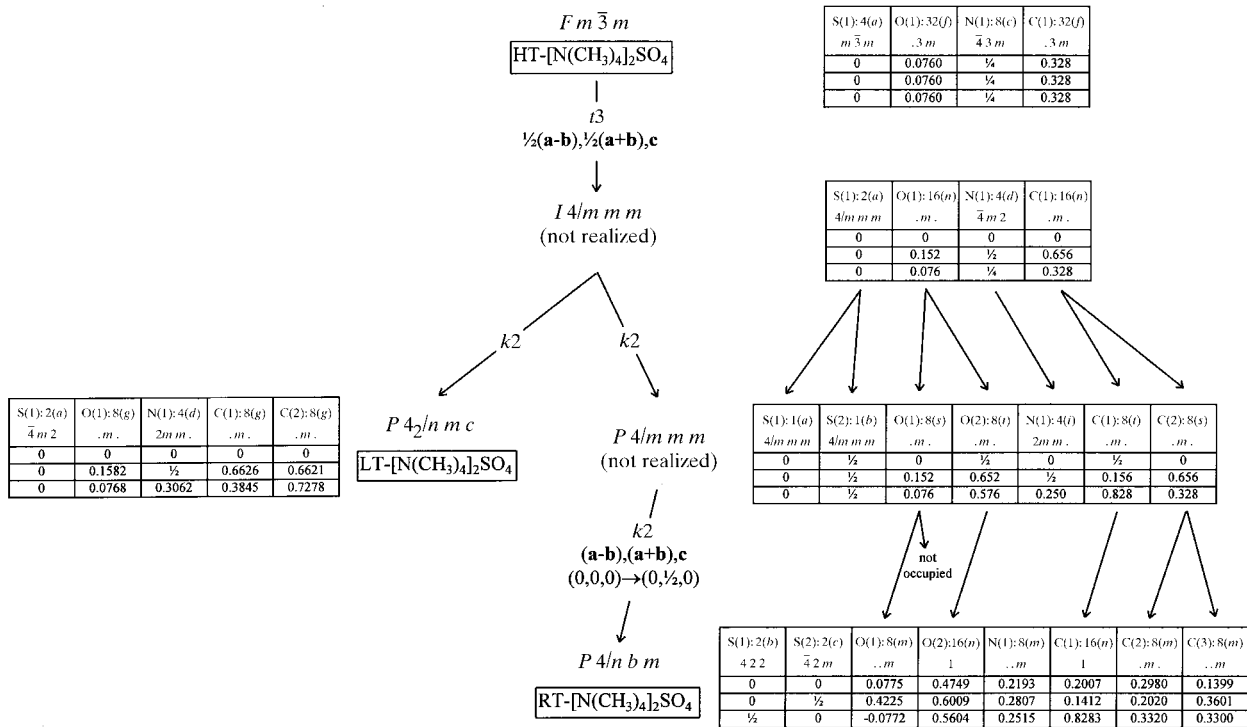 F m 3̅ m
HT-[N(CH₃)₄]₂SO₄
S(1): 4(a) O(1): 32(f) N(1): 8(c) C(1): 32(f)
m 3̅ m .3 m 4̅ 3 m .3 m
0 0.0760 ¼ 0.328
0 0.0760 ¼ 0.328
0 0.0760 ¼ 0.328
t3
½(a-b),½(a+b),c
I 4/m m m
(not realized)
S(1): 2(a) O(1): 16(n) N(1): 4(d) C(1): 16(n)
4/m m m .m. 4̅ m 2 .m.
0 0 0 0
0 0.152 ½ 0.656
0 0.076 ¼ 0.328
k2 k2
S(1): 2(a) O(1): 8(g) N(1): 4(d) C(1): 8(g) C(2): 8(g)
4̅ m 2 .m. 2m m. .m. .m.
0 0 0 0 0
0 0.1582 ½ 0.6626 0.6621
0 0.0768 0.3062 0.3845 0.7278
P 4₂/n m c
LT-[N(CH₃)₄]₂SO₄
P 4/m m m
(not realized)
S(1): 1(a) S(2): 1(b) O(1): 8(s) O(2): 8(t) N(1): 4(i) C(1): 8(t) C(2): 8(s)
4/m m m 4/m m m .m. .m. 2m m. .m. .m.
0 ½ 0 ½ 0 ½ 0
0 ½ 0.152 0.652 ½ 0.156 0.656
0 ½ 0.076 0.576 0.250 0.828 0.328
k2
(a-b),(a+b),c
(0,0,0)→(0,½,0)
not
occupied
P 4/n b m
RT-[N(CH₃)₄]₂SO₄
S(1): 2(b) S(2): 2(c) O(1): 8(m) O(2):16(n) N(1): 8(m) C(1): 16(n) C(2): 8(m) C(3): 8(m)
4 2 2 4̅ 2 m ..m 1 ..m 1 .m. ..m
0 0 0.0775 0.4749 0.2193 0.2007 0.2980 0.1399
0 ½ 0.4225 0.6009 0.2807 0.1412 0.2020 0.3601
½ 0 -0.0772 0.5604 0.2515 0.8283 0.3320 0.3300